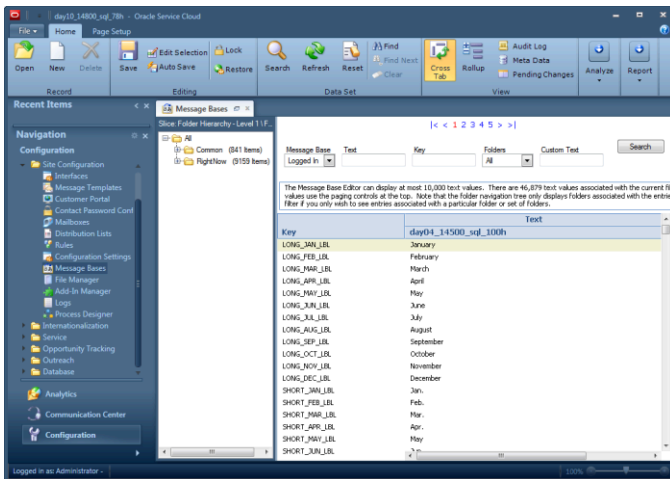 day10_14800_sql_78h - Oracle Service Cloud
File
Home
Page Setup
Open
New
Delete
Save
Edit Selection
Auto Save
Lock
Restore
Search
Refresh
Reset
Find
Find Next
Clear
Cross Tab
Rollup
Audit Log
Meta Data
Pending Changes
Analyze
Report
Record
Editing
Data Set
View
Recent Items
Navigation
Configuration
Site Configuration
Interfaces
Message Templates
Customer Portal
Contact Password Conf
Mailboxes
Distribution Lists
Rules
Configuration Settings
Message Bases
File Manager
Add-In Manager
Logs
Process Designer
Internationalization
Service
Opportunity Tracking
Outreach
Database
Analytics
Communication Center
Configuration
Message Bases
Slice: Folder Hierarchy - Level 1 \ F
All
Common (841 Items)
RightNow (9159 Items)
|< < 1 2 3 4 5 > >|
Message Base
Text
Key
Folders
Custom Text
Search
Logged In
All
The Message Base Editor can display at most 10,000 text values. There are 46,879 text values associated with the current fil
values use the paging controls at the top. Note that the folder navigation tree only displays folders associated with the entrie
filter if you only wish to see entries associated with a particular folder or set of folders.
Text
Key day04_14500_sql_100h
LONG_JAN_LBL January
LONG_FEB_LBL February
LONG_MAR_LBL March
LONG_APR_LBL April
LONG_MAY_LBL May
LONG_JUN_LBL June
LONG_JUL_LBL July
LONG_AUG_LBL August
LONG_SEP_LBL September
LONG_OCT_LBL October
LONG_NOV_LBL November
LONG_DEC_LBL December
SHORT_JAN_LBL Jan.
SHORT_FEB_LBL Feb.
SHORT_MAR_LBL Mar.
SHORT_APR_LBL Apr.
SHORT_MAY_LBL May
SHORT_JUN_LBL
Logged in as: Administrator -
100%